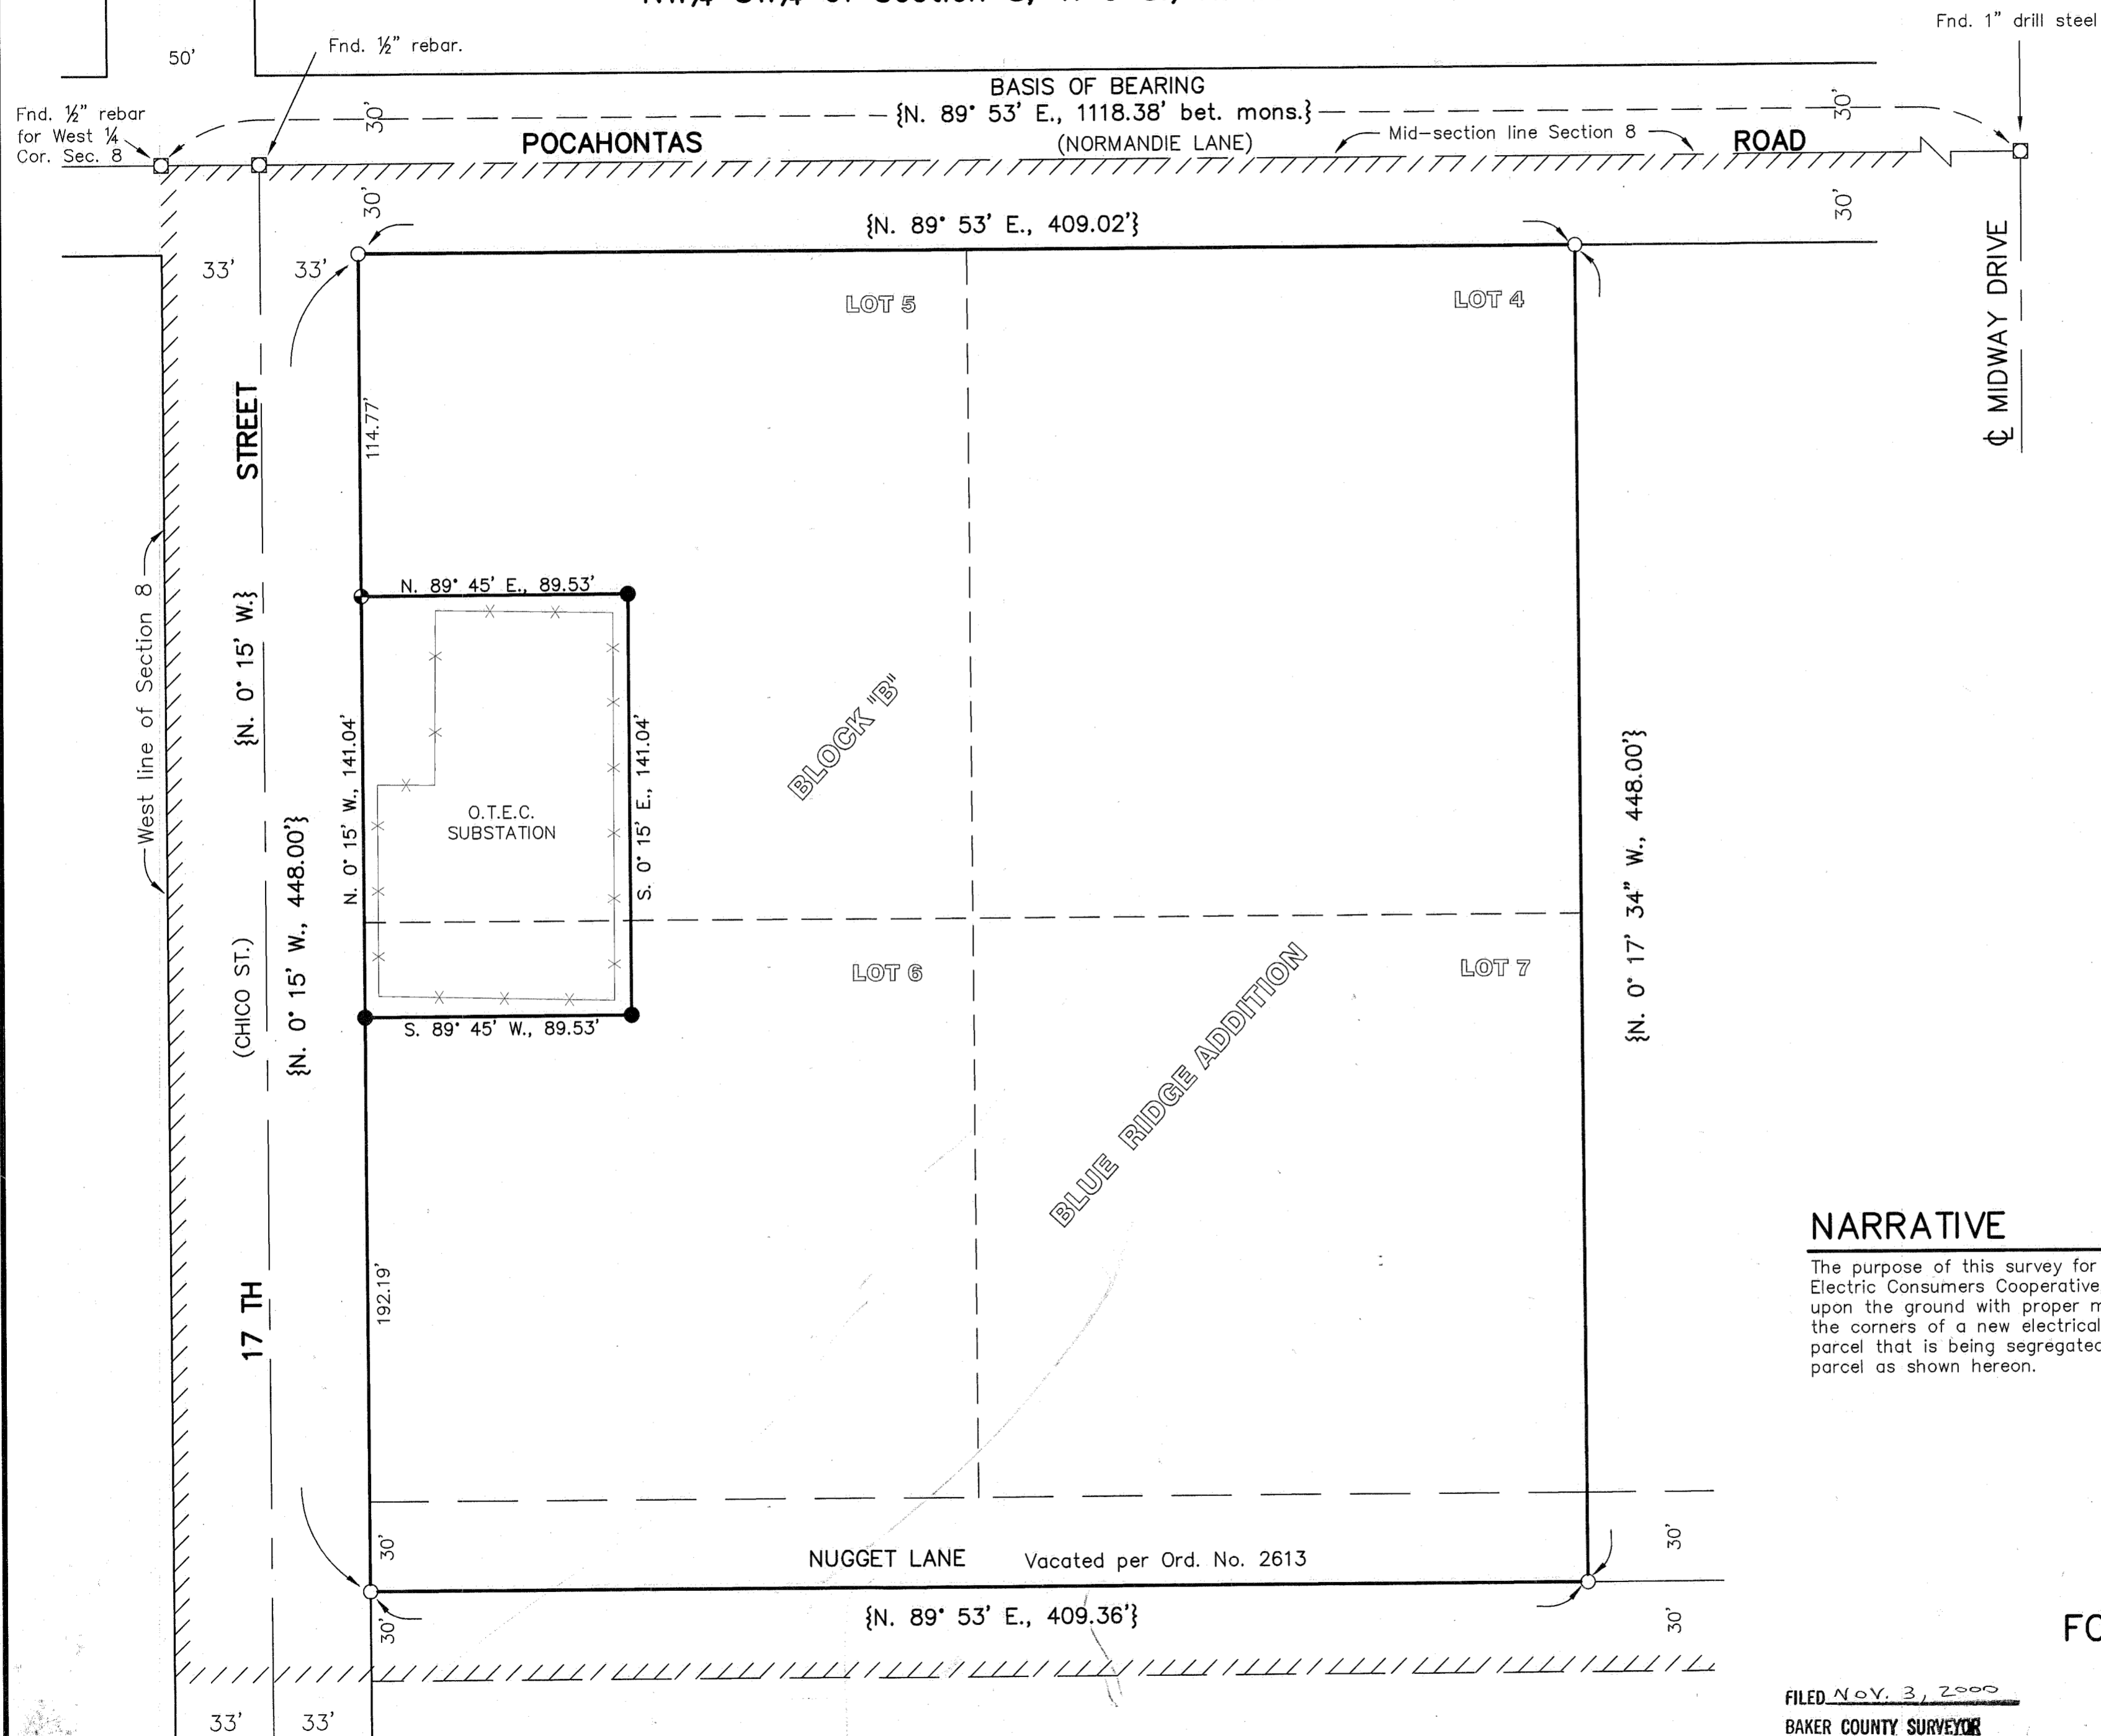 50'
Fnd. ½" rebar.
Fnd. 1" drill steel
Fnd. ½" rebar
for West ¼
Cor. Sec. 8
BASIS OF BEARING
{N. 89° 53' E., 1118.38' bet. mons.}
30'
30'
POCAHONTAS
(NORMANDIE LANE)
Mid-section line Section 8
ROAD
30'
30'
{N. 89° 53' E., 409.02'}
33'
33'
LOT 5
LOT 4
℄ MIDWAY DRIVE
STREET
114.77'
N. 89° 45' E., 89.53'
West line of Section 8
{N. 0° 15' W.}
N. 0° 15' W., 141.04'
S. 0° 15' E., 141.04'
BLOCK "B"
O.T.E.C.
SUBSTATION
{N. 0° 15' W., 448.00'}
{N. 0° 17' 34" W., 448.00'}
(CHICO ST.)
LOT 6
LOT 7
S. 89° 45' W., 89.53'
BLUE RIDGE ADDITION
17 TH
192.19'
NARRATIVE
The purpose of this survey for
Electric Consumers Cooperative
upon the ground with proper
the corners of a new electrical
parcel that is being segregated
parcel as shown hereon.
30'
NUGGET LANE Vacated per Ord. No. 2613
30'
{N. 89° 53' E., 409.36'}
30'
30'
33'
33'
FILED NOV. 3, 2000
BAKER COUNTY SURVEYOR